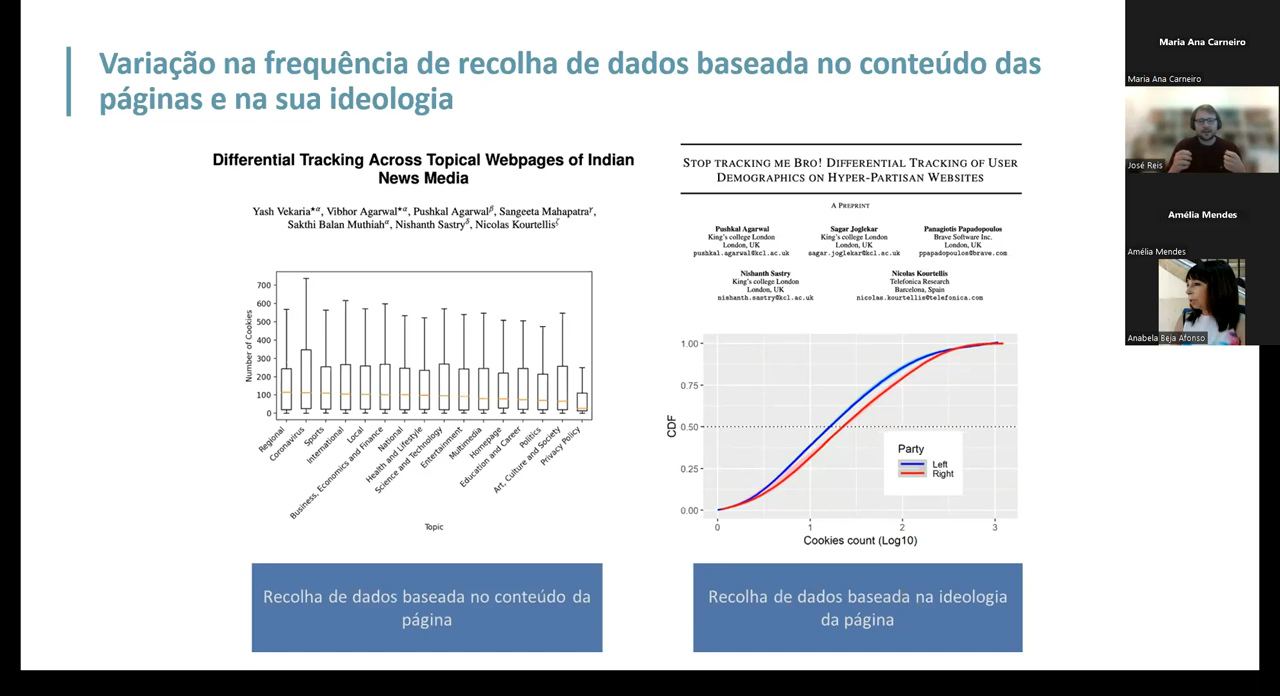 Variação na frequência de recolha de dados baseada no conteúdo das
páginas e na sua ideologia
Differential Tracking Across Topical Webpages of Indian
News Media
Yash Vekaria★α, Vibhor Agarwal★α, Pushkal Agarwalβ, Sangeeta Mahapatraγ,
Sakthi Balan Muthiahα, Nishanth Sastryδ, Nicolas Kourtellisζ
Number of Cookies
700
600
500
400
300
200
100
0
Regional
Coronavirus
Sports
International
Local
Business, Economics and Finance
National
Health and Lifestyle
Science and Technology
Entertainment
Multimedia
Homepage
Education and Career
Politics
Art, Culture and Society
Privacy Policy
Topic
Recolha de dados baseada no conteúdo da
página
STOP TRACKING ME BRO! DIFFERENTIAL TRACKING OF USER
DEMOGRAPHICS ON HYPER-PARTISAN WEBSITES
A PREPRINT
Pushkal Agarwal
King's college London
London, UK
pushkal.agarwal@kcl.ac.uk
Sagar Joglekar
King's college London
London, UK
sagar.joglekar@kcl.ac.uk
Panagiotis Papadopoulos
Brave Software Inc.
London, UK
ppapadopoulos@brave.com
Nishanth Sastry
King's college London
London, UK
nishanth.sastry@kcl.ac.uk
Nicolas Kourtellis
Telefonica Research
Barcelona, Spain
nicolas.kourtellis@telefonica.com
CDF
1.00
0.75
0.50
0.25
0.00
Party
Left
Right
0 1 2 3
Cookies count (Log10)
Recolha de dados baseada na ideologia
da página
Maria Ana Carneiro
Maria Ana Carneiro
José Reis
Amélia Mendes
Amélia Mendes
Anabela Beja Afonso